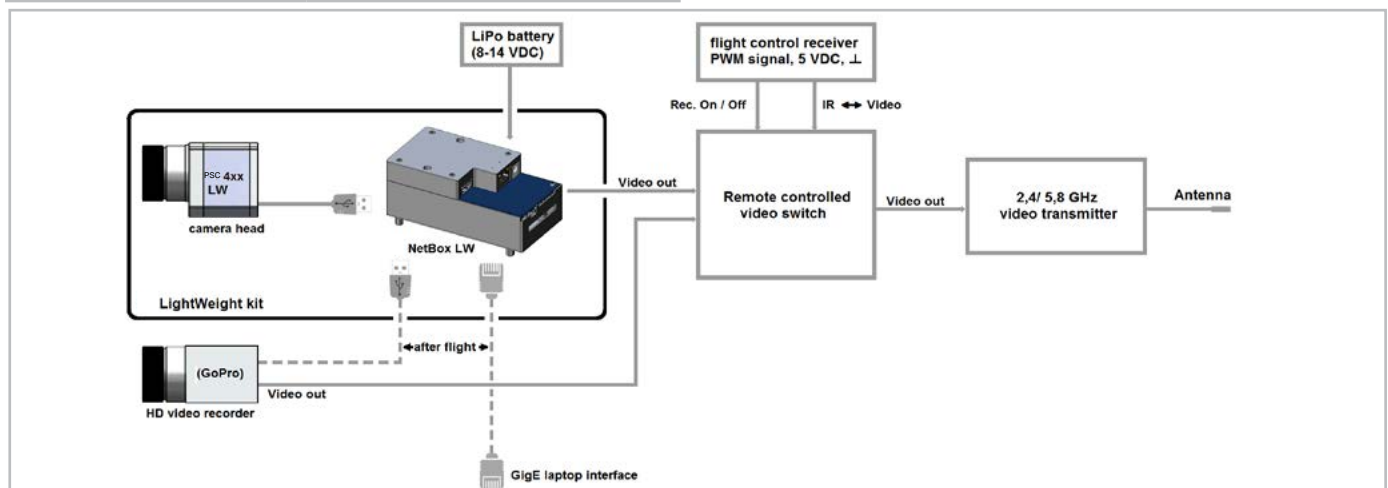 LiPo battery
(8-14 VDC)
flight control receiver
PWM signal, 5 VDC, ⊥
Rec. On / Off
IR ↔ Video
PSC 4xx
LW
camera head
NetBox LW
LightWeight kit
Video out
Remote controlled
video switch
Video out
2,4/ 5,8 GHz
video transmitter
Antenna
after flight
(GoPro)
Video out
HD video recorder
GigE laptop interface